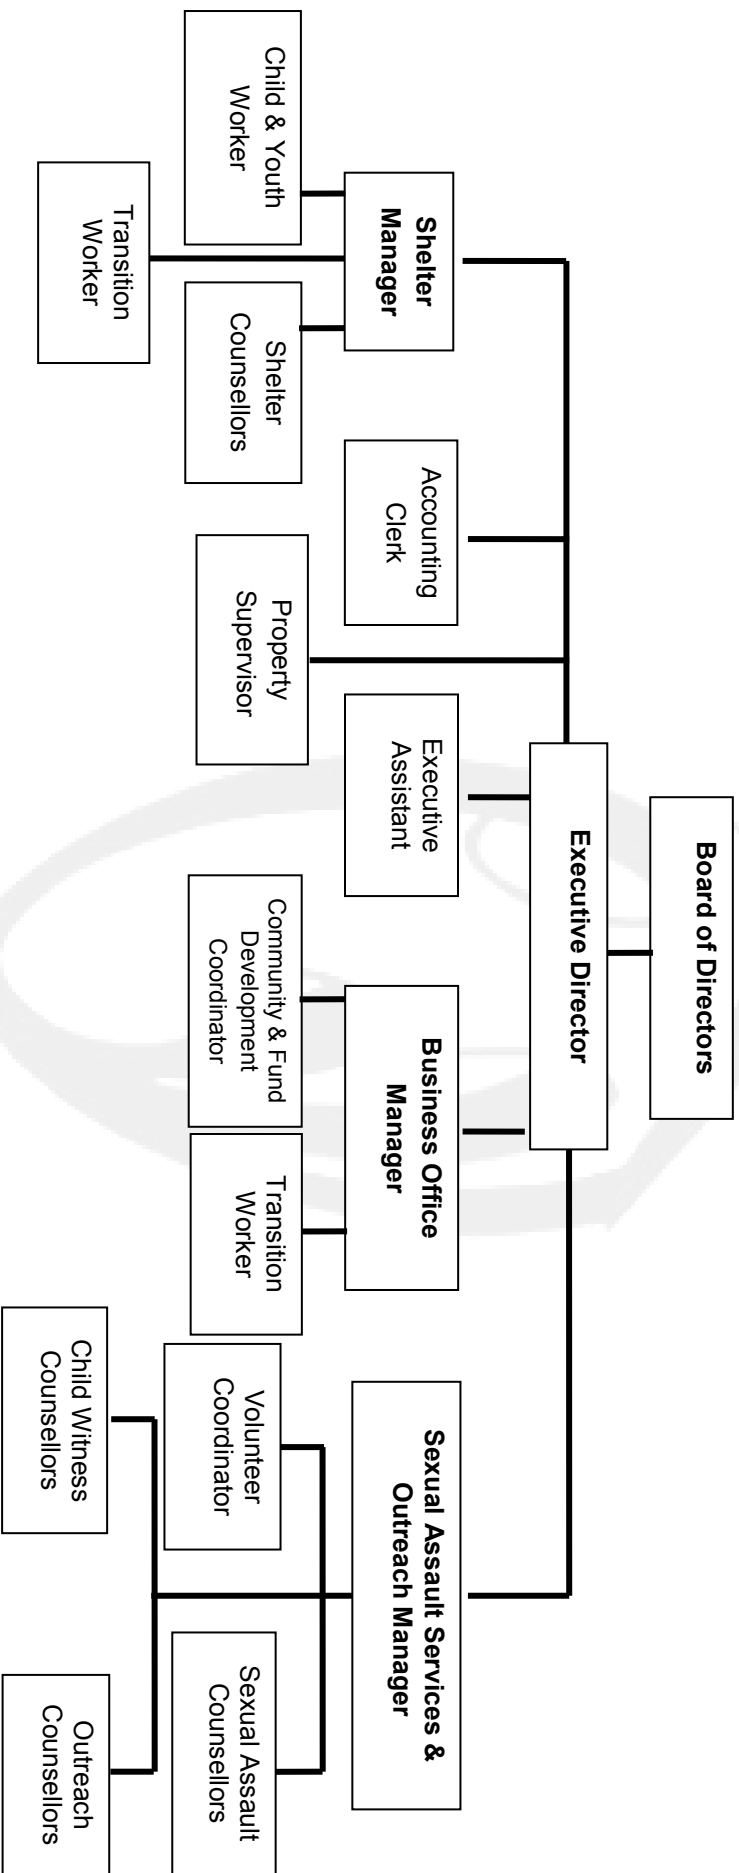 Board of Directors
Executive Director
Shelter
Manager
Accounting
Clerk
Executive
Assistant
Business Office
Manager
Sexual Assault Services &
Outreach Manager
Child & Youth
Worker
Shelter
Counsellors
Transition
Worker
Property
Supervisor
Community & Fund
Development
Coordinator
Transition
Worker
Volunteer
Coordinator
Sexual Assault
Counsellors
Child Witness
Counsellors
Outreach
Counsellors